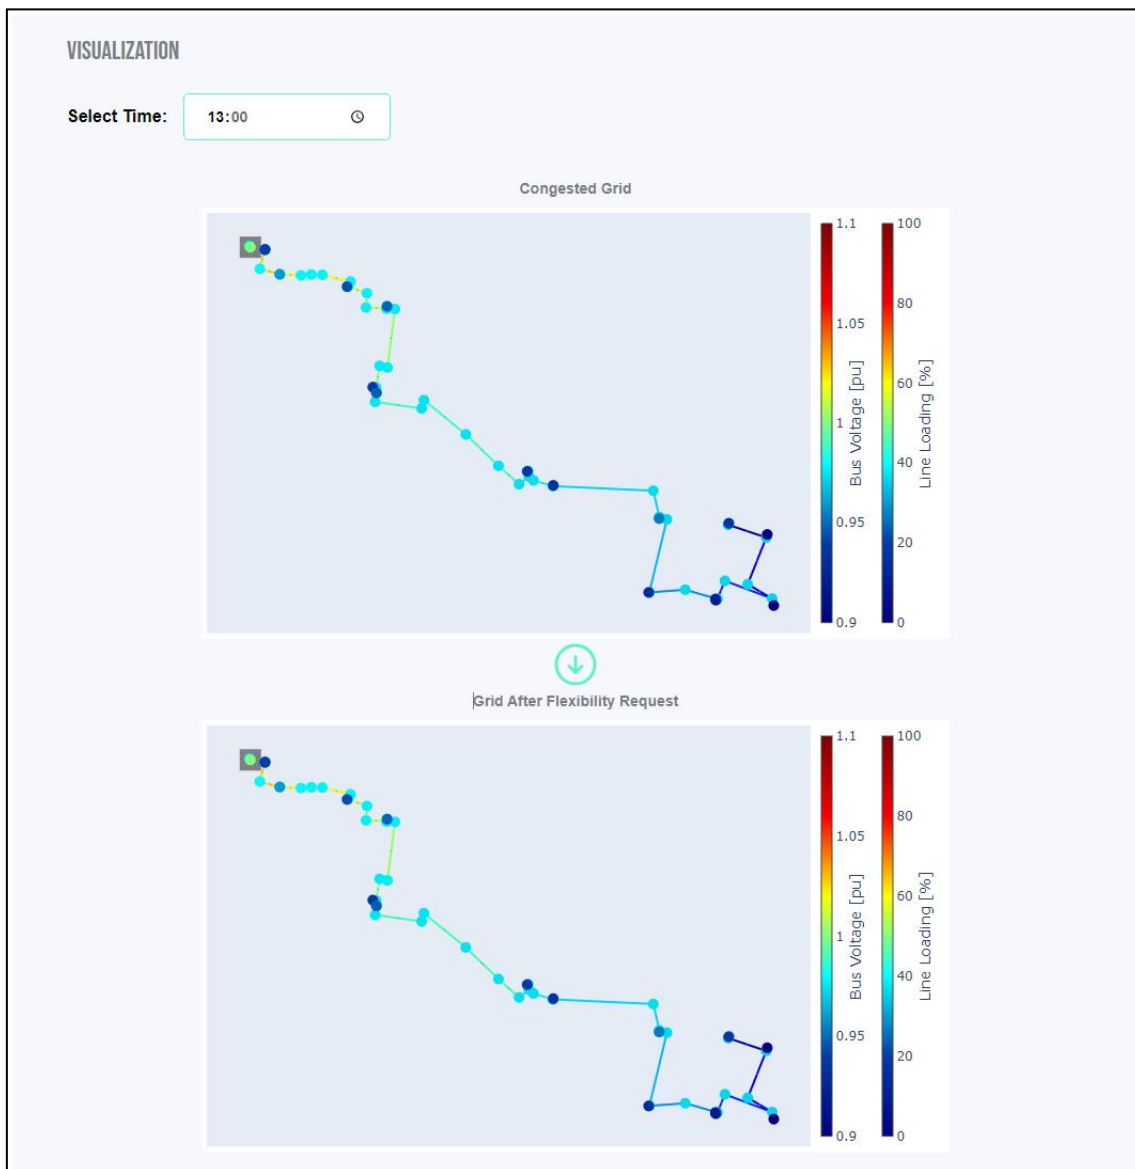 VISUALIZATION
Select Time: 13:00
Congested Grid
1.1
1.05
1
0.95
0.9
Bus Voltage [pu]
100
80
60
40
20
0
Line Loading [%]
Grid After Flexibility Request
1.1
1.05
1
0.95
0.9
Bus Voltage [pu]
100
80
60
40
20
0
Line Loading [%]